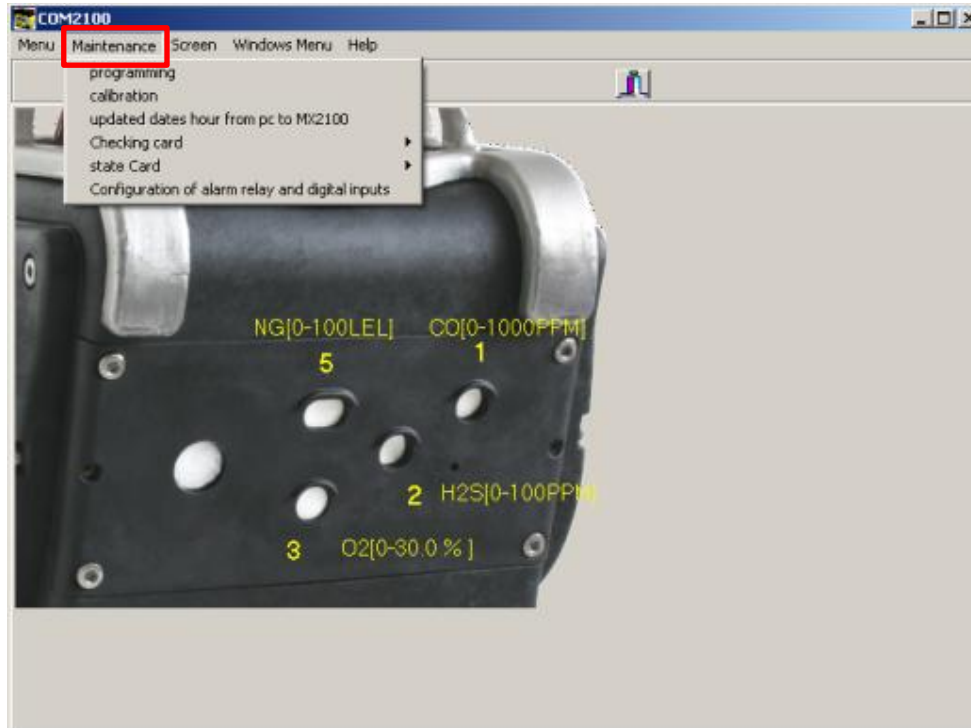 COM2100
Menu Maintenance Screen Windows Menu Help
programming
calibration
updated dates hour from pc to MX2100
Checking card
state Card
Configuration of alarm relay and digital inputs
NG[0-100LEL] CO[0-1000PPM]
5 1
2 H2S[0-100PPM]
3 O2[0-30.0 % ]